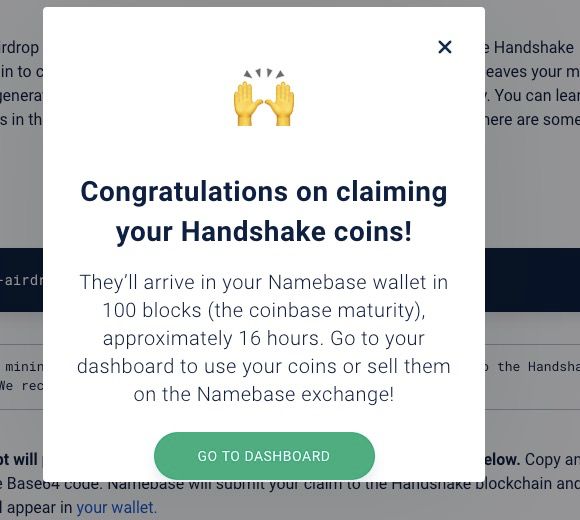 irdrop
e Handshake
in to c
eaves your m
genera
y. You can lear
s in th
here are some
Congratulations on claiming
your Handshake coins!
-airdr
They’ll arrive in your Namebase wallet in
100 blocks (the coinbase maturity),
approximately 16 hours. Go to your
dashboard to use your coins or sell them
on the Namebase exchange!
minin
o the Handsha
We rec
GO TO DASHBOARD
pt will
elow. Copy an
e Base64 code. Namebase will submit your claim to the Handshake blockchain and
l appear in your wallet.